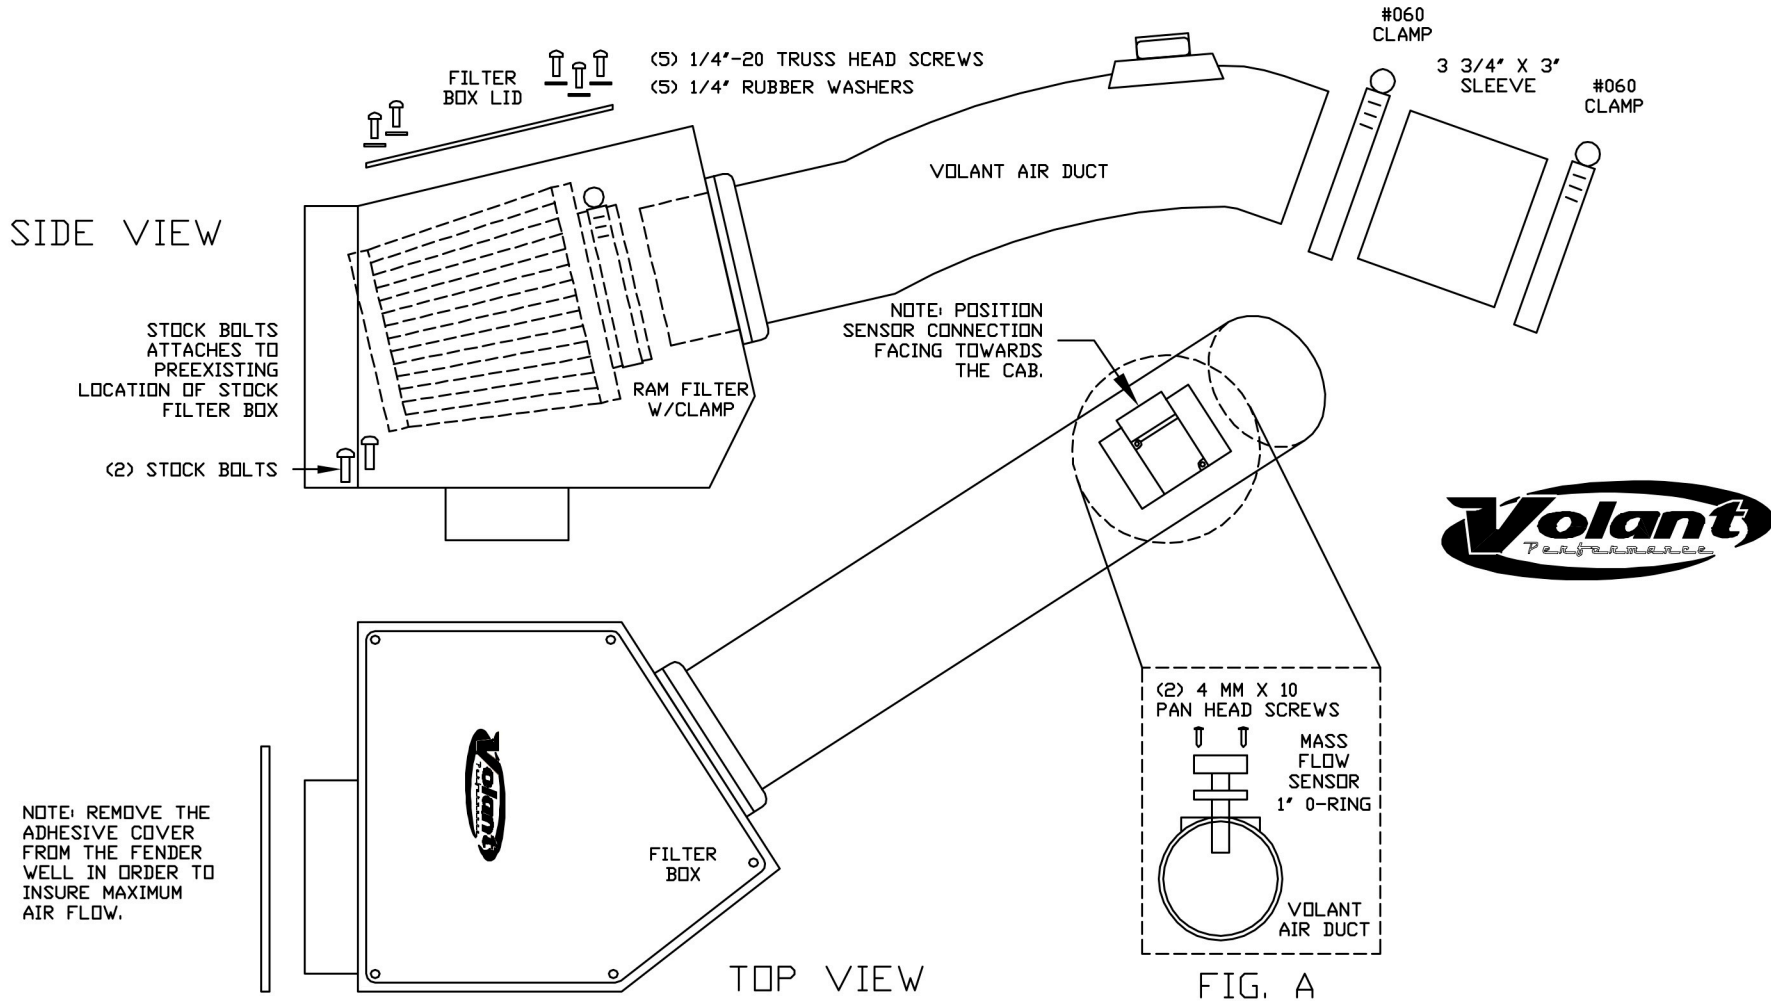 #060
CLAMP
3 3/4" X 3"
SLEEVE
#060
CLAMP
(5) 1/4"-20 TRUSS HEAD SCREWS
(5) 1/4" RUBBER WASHERS
FILTER
BOX LID
VOLANT AIR DUCT
SIDE VIEW
STOCK BOLTS
ATTACHES TO
PREEXISTING
LOCATION OF STOCK
FILTER BOX
(2) STOCK BOLTS
RAM FILTER
W/CLAMP
NOTE: POSITION
SENSOR CONNECTION
FACING TOWARDS
THE CAB.
Volant
Performance
(2) 4 MM X 10
PAN HEAD SCREWS
MASS
FLOW
SENSOR
1" O-RING
VOLANT
AIR DUCT
FIG. A
Volant
Performance
FILTER
BOX
NOTE: REMOVE THE
ADHESIVE COVER
FROM THE FENDER
WELL IN ORDER TO
INSURE MAXIMUM
AIR FLOW.
TOP VIEW